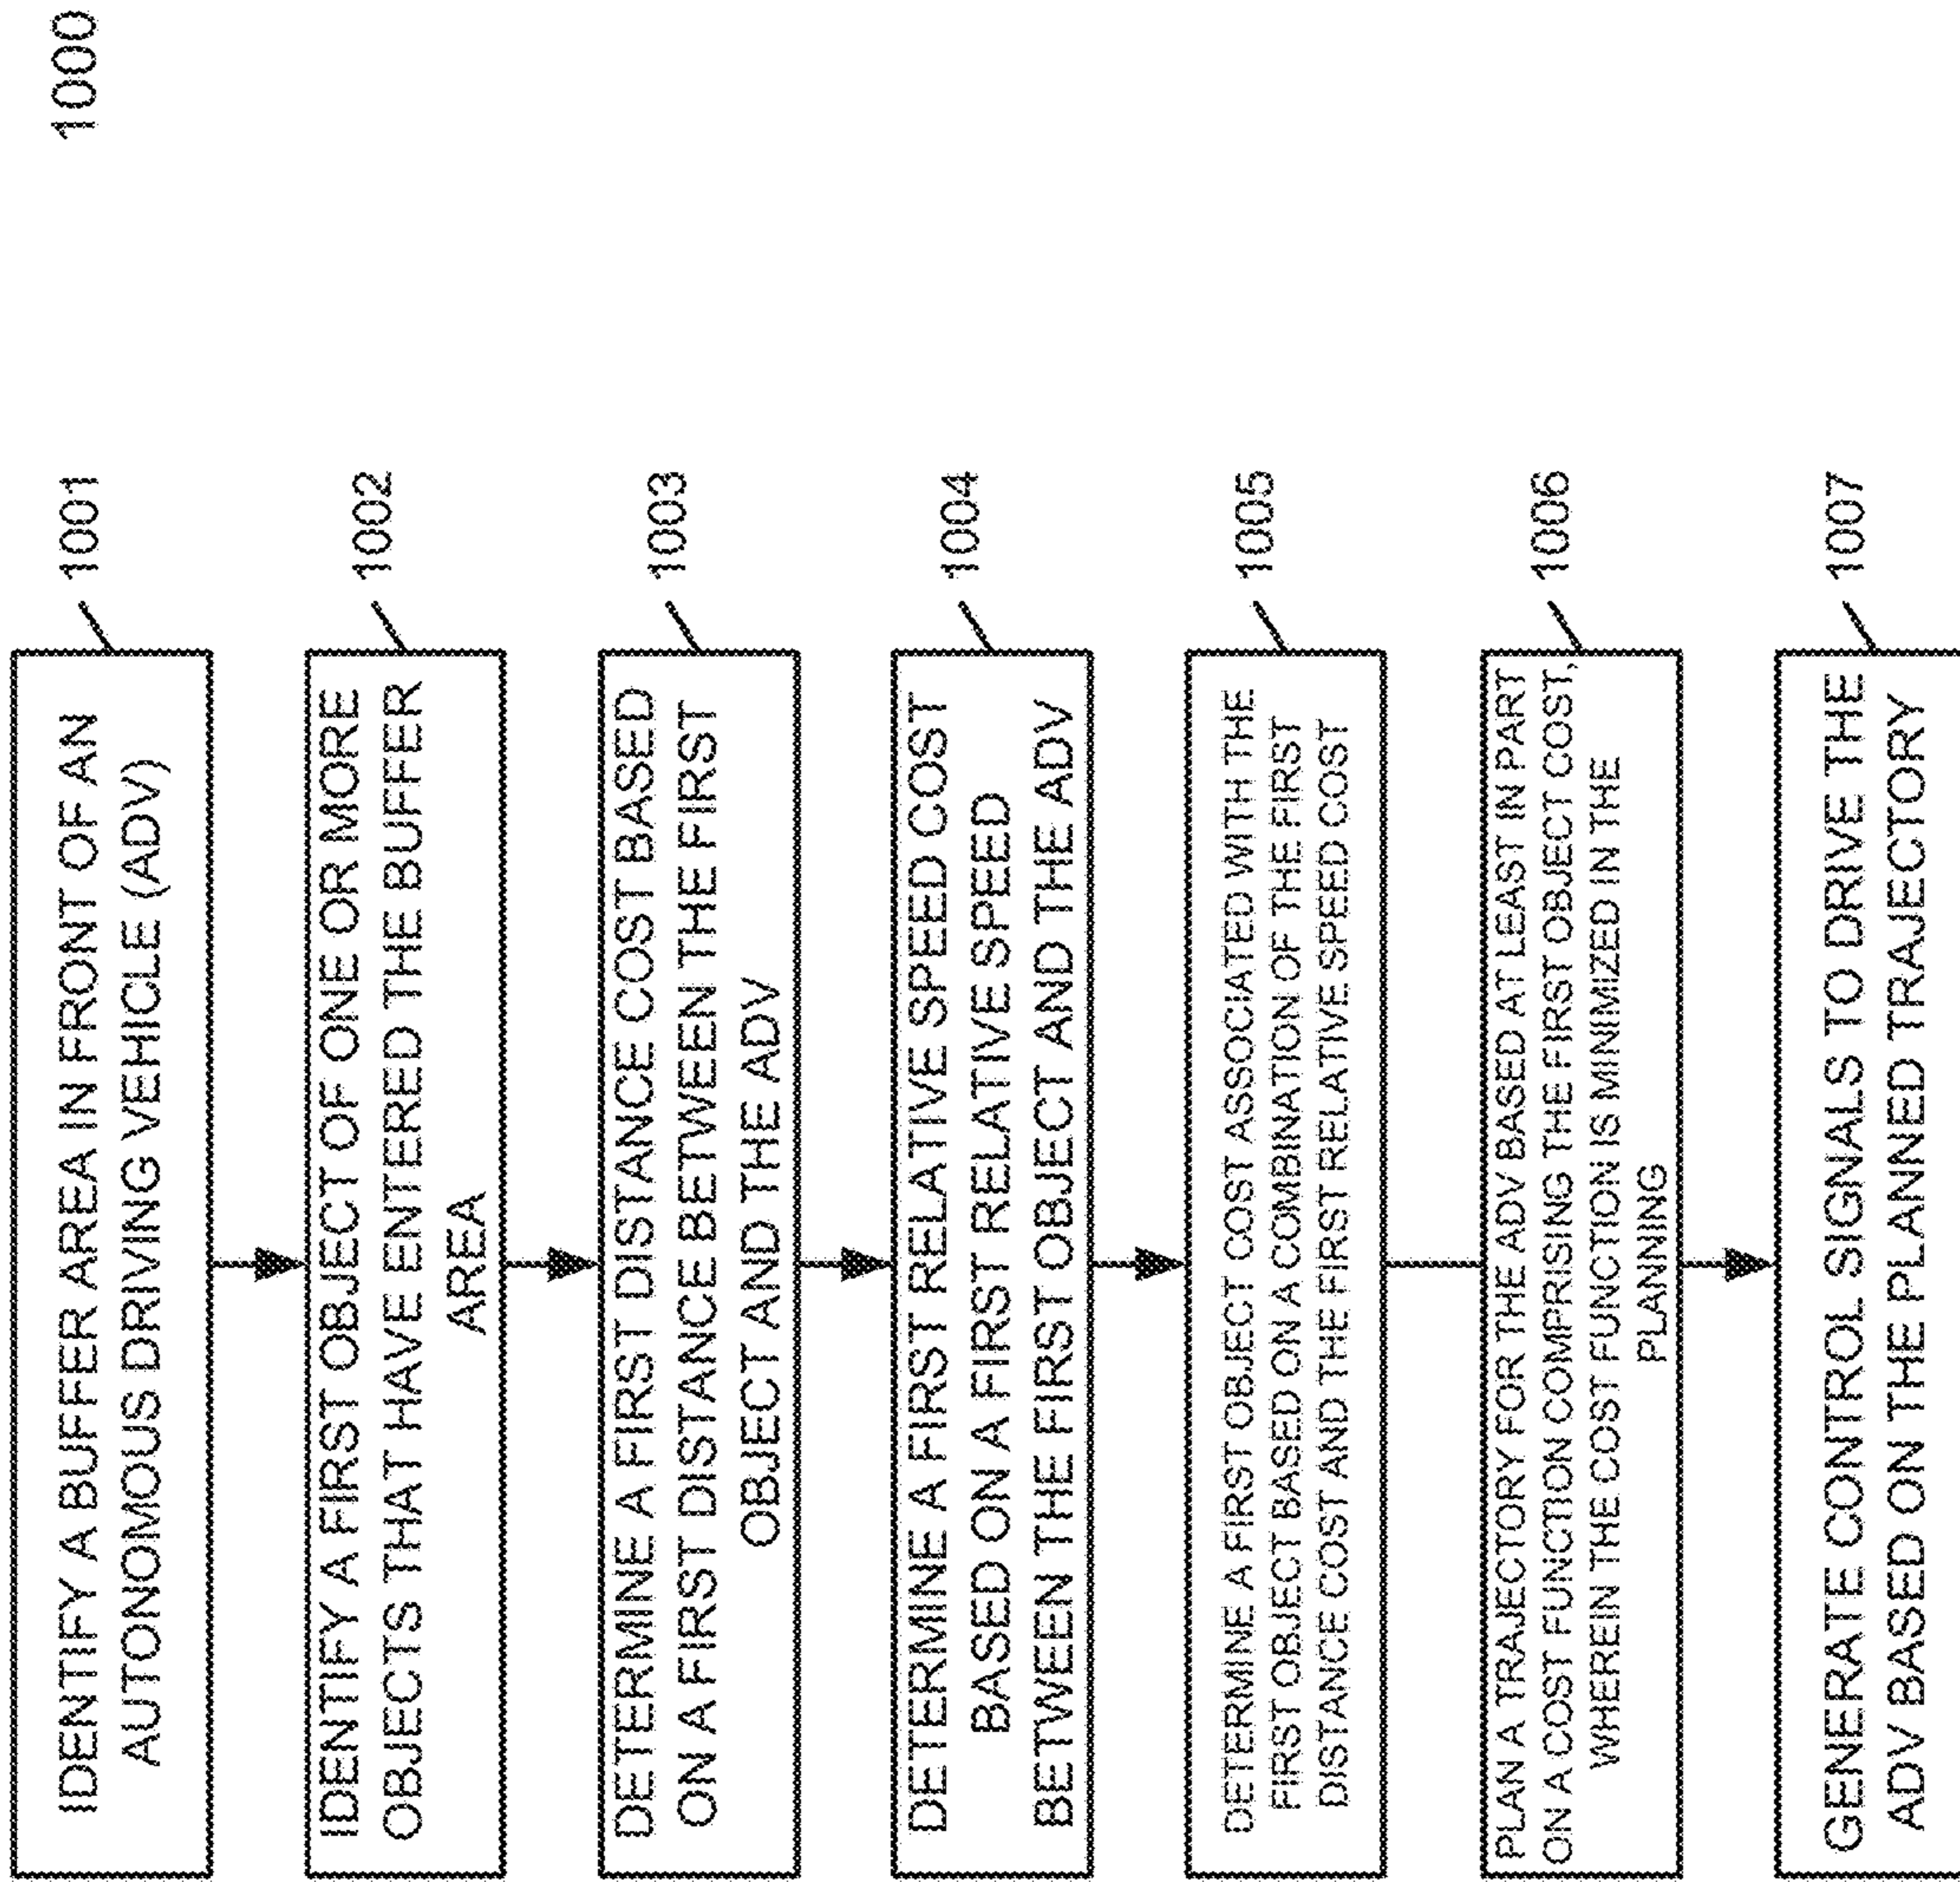 1000
IDENTIFY A BUFFER AREA IN FRONT OF AN
AUTONOMOUS DRIVING VEHICLE (ADV)
1001
IDENTIFY A FIRST OBJECT OF ONE OR MORE
OBJECTS THAT HAVE ENTERED THE BUFFER
AREA
1002
DETERMINE A FIRST DISTANCE COST BASED
ON A FIRST DISTANCE BETWEEN THE FIRST
OBJECT AND THE ADV
1003
DETERMINE A FIRST RELATIVE SPEED COST
BASED ON A FIRST RELATIVE SPEED
BETWEEN THE FIRST OBJECT AND THE ADV
1004
DETERMINE A FIRST OBJECT COST ASSOCIATED WITH THE
FIRST OBJECT BASED ON A COMBINATION OF THE FIRST
DISTANCE COST AND THE FIRST RELATIVE SPEED COST
1005
PLAN A TRAJECTORY FOR THE ADV BASED AT LEAST IN PART
ON A COST FUNCTION COMPRISING THE FIRST OBJECT COST,
WHEREIN THE COST FUNCTION IS MINIMIZED IN THE
PLANNING
1006
GENERATE CONTROL SIGNALS TO DRIVE THE
ADV BASED ON THE PLANNED TRAJECTORY
1007